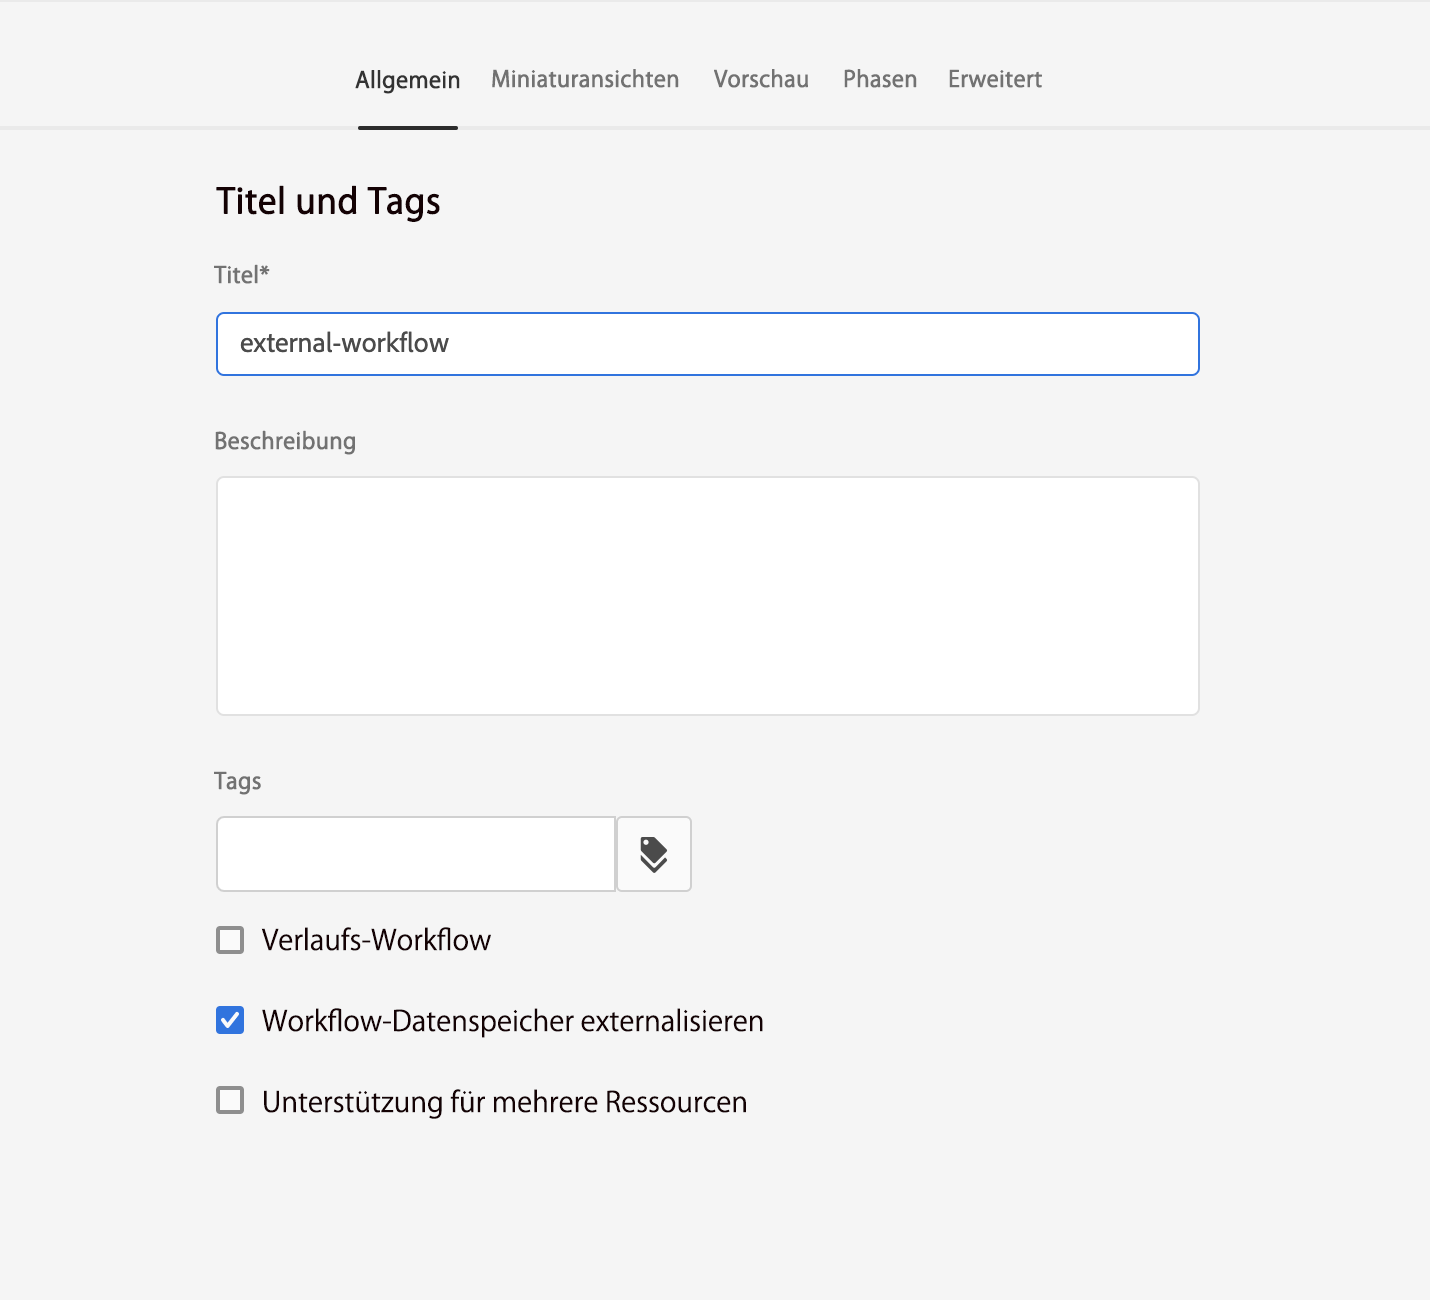 Allgemein Miniaturansichten Vorschau Phasen Erweitert
Titel und Tags
Titel*
external-workflow
Beschreibung
Tags
Verlaufs-Workflow
Workflow-Datenspeicher externalisieren
Unterstützung für mehrere Ressourcen